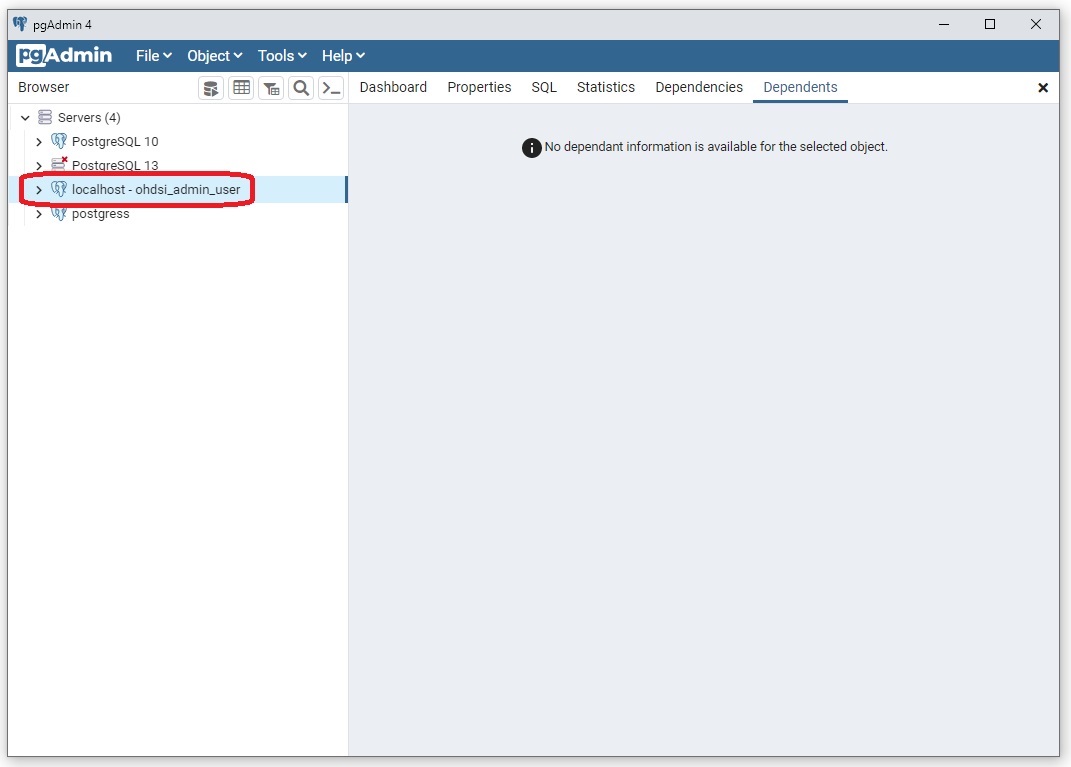 pgAdmin 4
pgAdmin File Object Tools Help
Browser Dashboard Properties SQL Statistics Dependencies Dependents
Servers (4)
PostgreSQL 10
No dependant information is available for the selected object.
PostgreSQL 13
localhost - ohdsi_admin_user
postgress